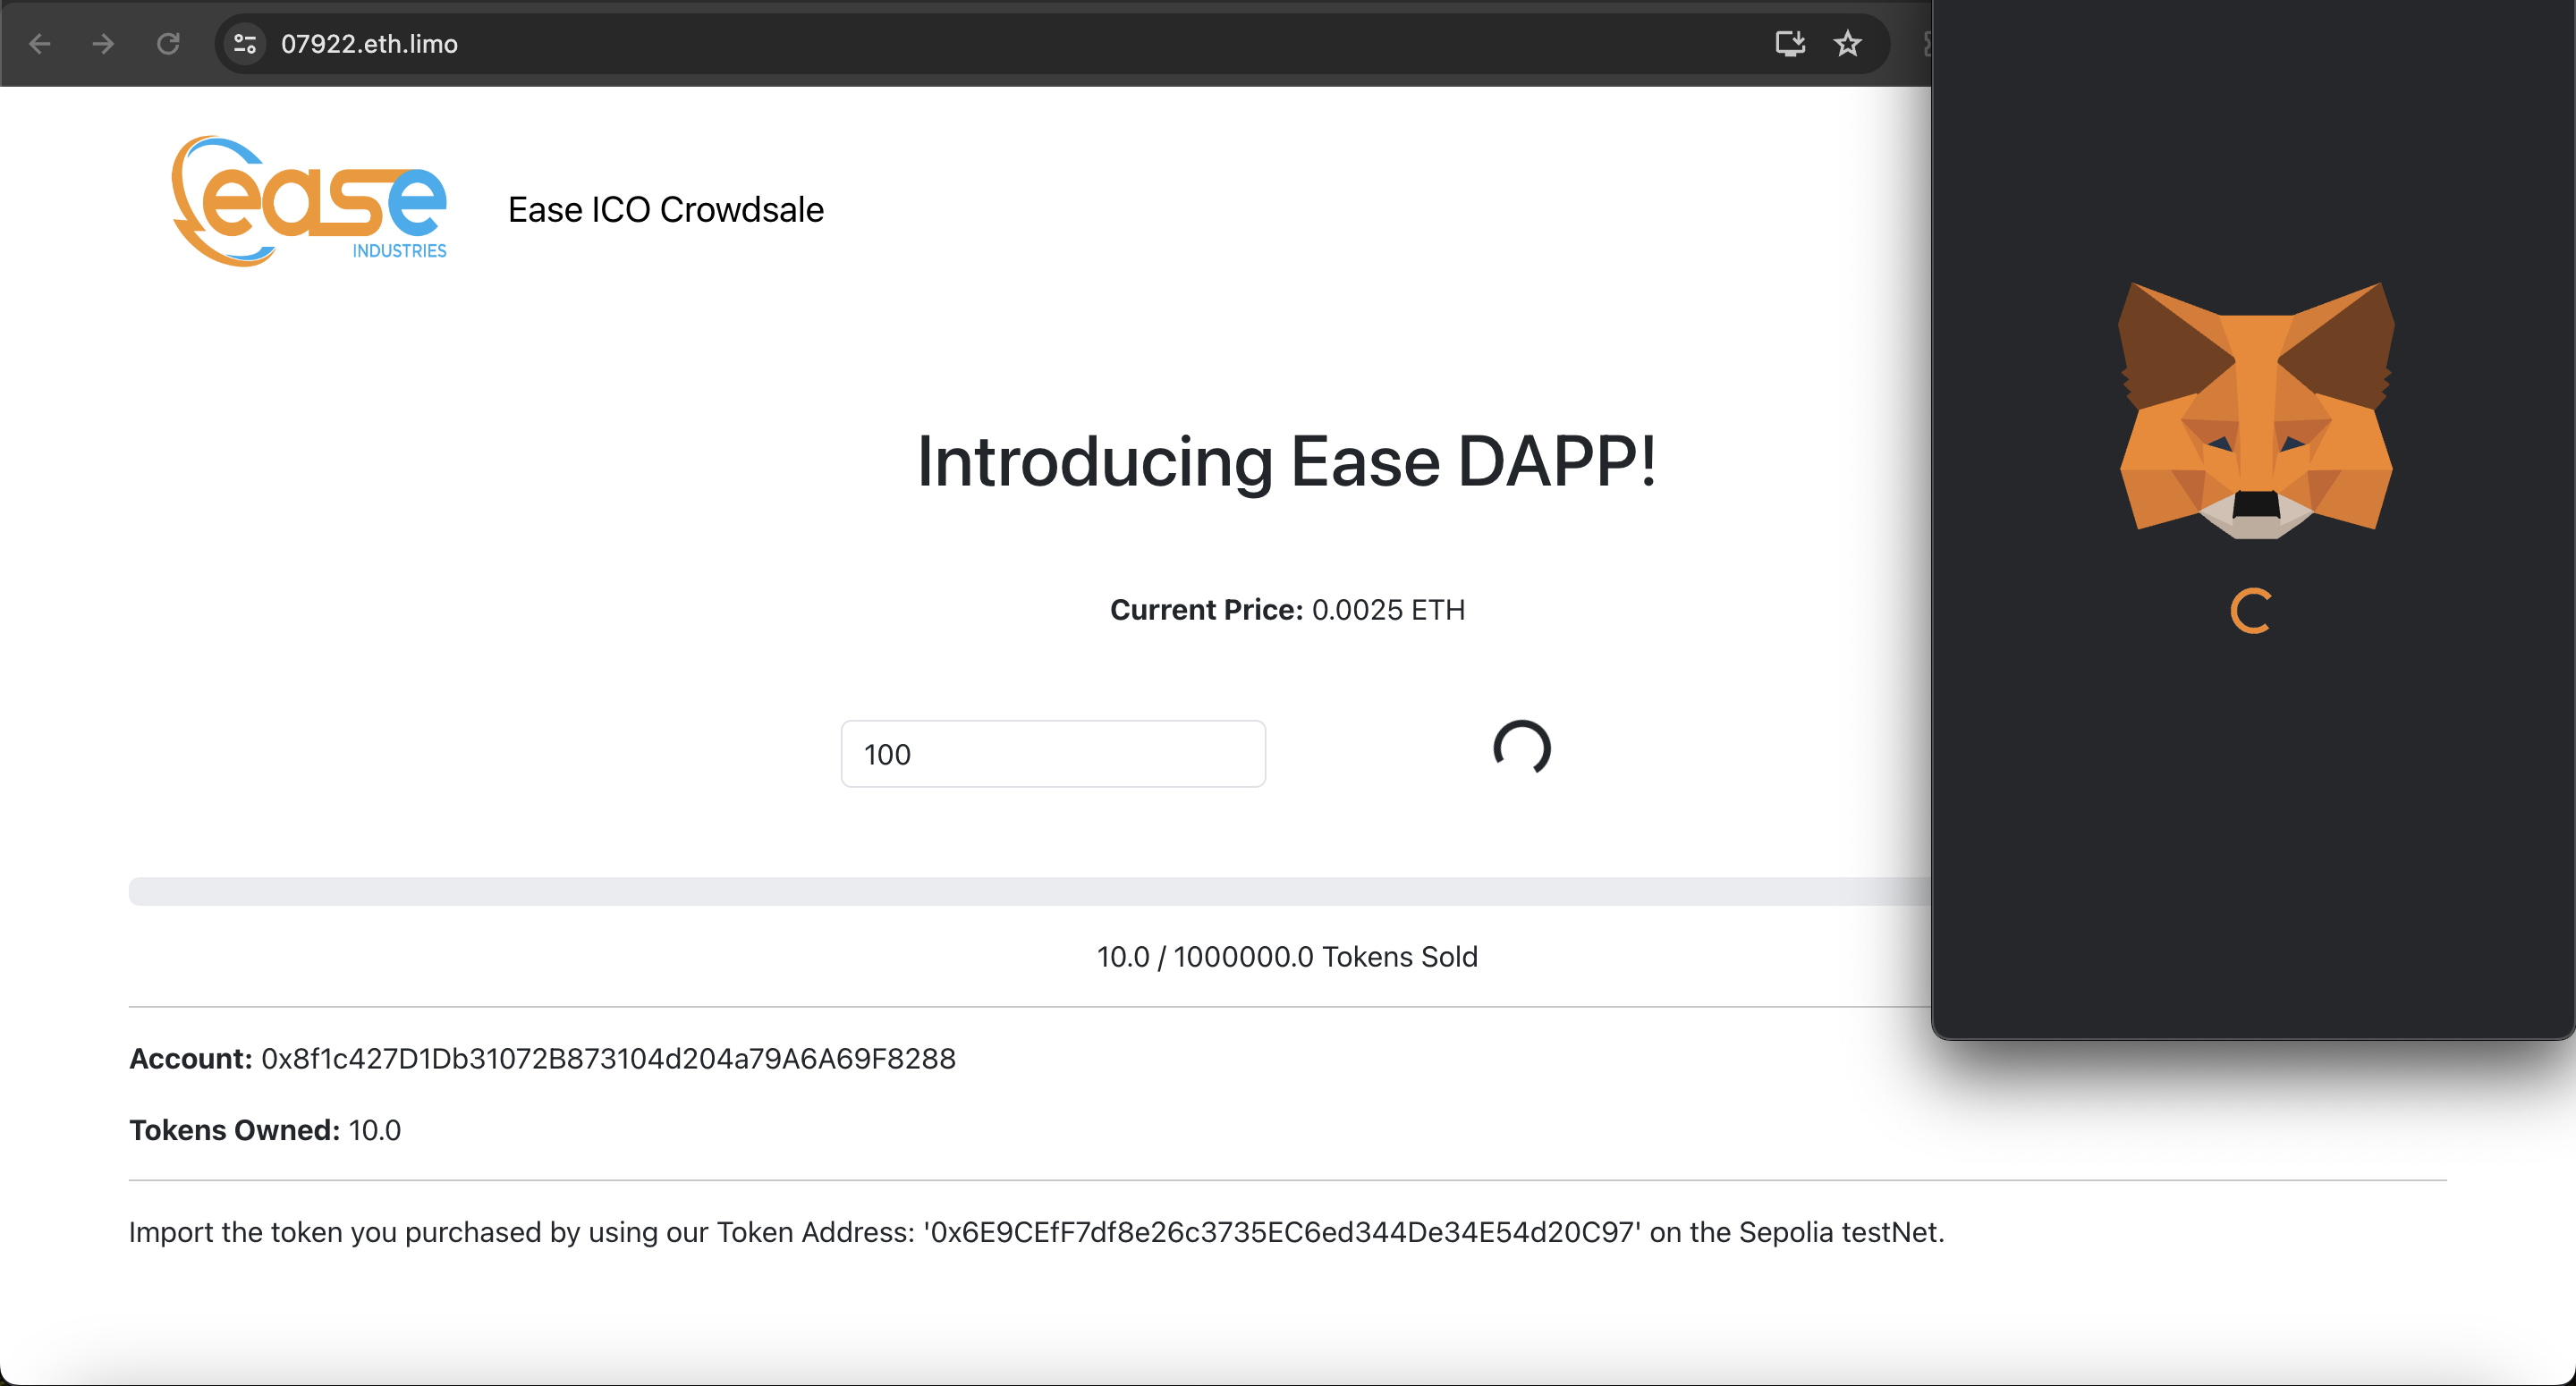 07922.eth.limo
ease
INDUSTRIES
Ease ICO Crowdsale
Introducing Ease DAPP!
Current Price: 0.0025 ETH
100
10.0 / 1000000.0 Tokens Sold
Account: 0x8f1c427D1Db31072B873104d204a79A6A69F8288
Tokens Owned: 10.0
Import the token you purchased by using our Token Address: '0x6E9CEfF7df8e26c3735EC6ed344De34E54d20C97' on the Sepolia testNet.